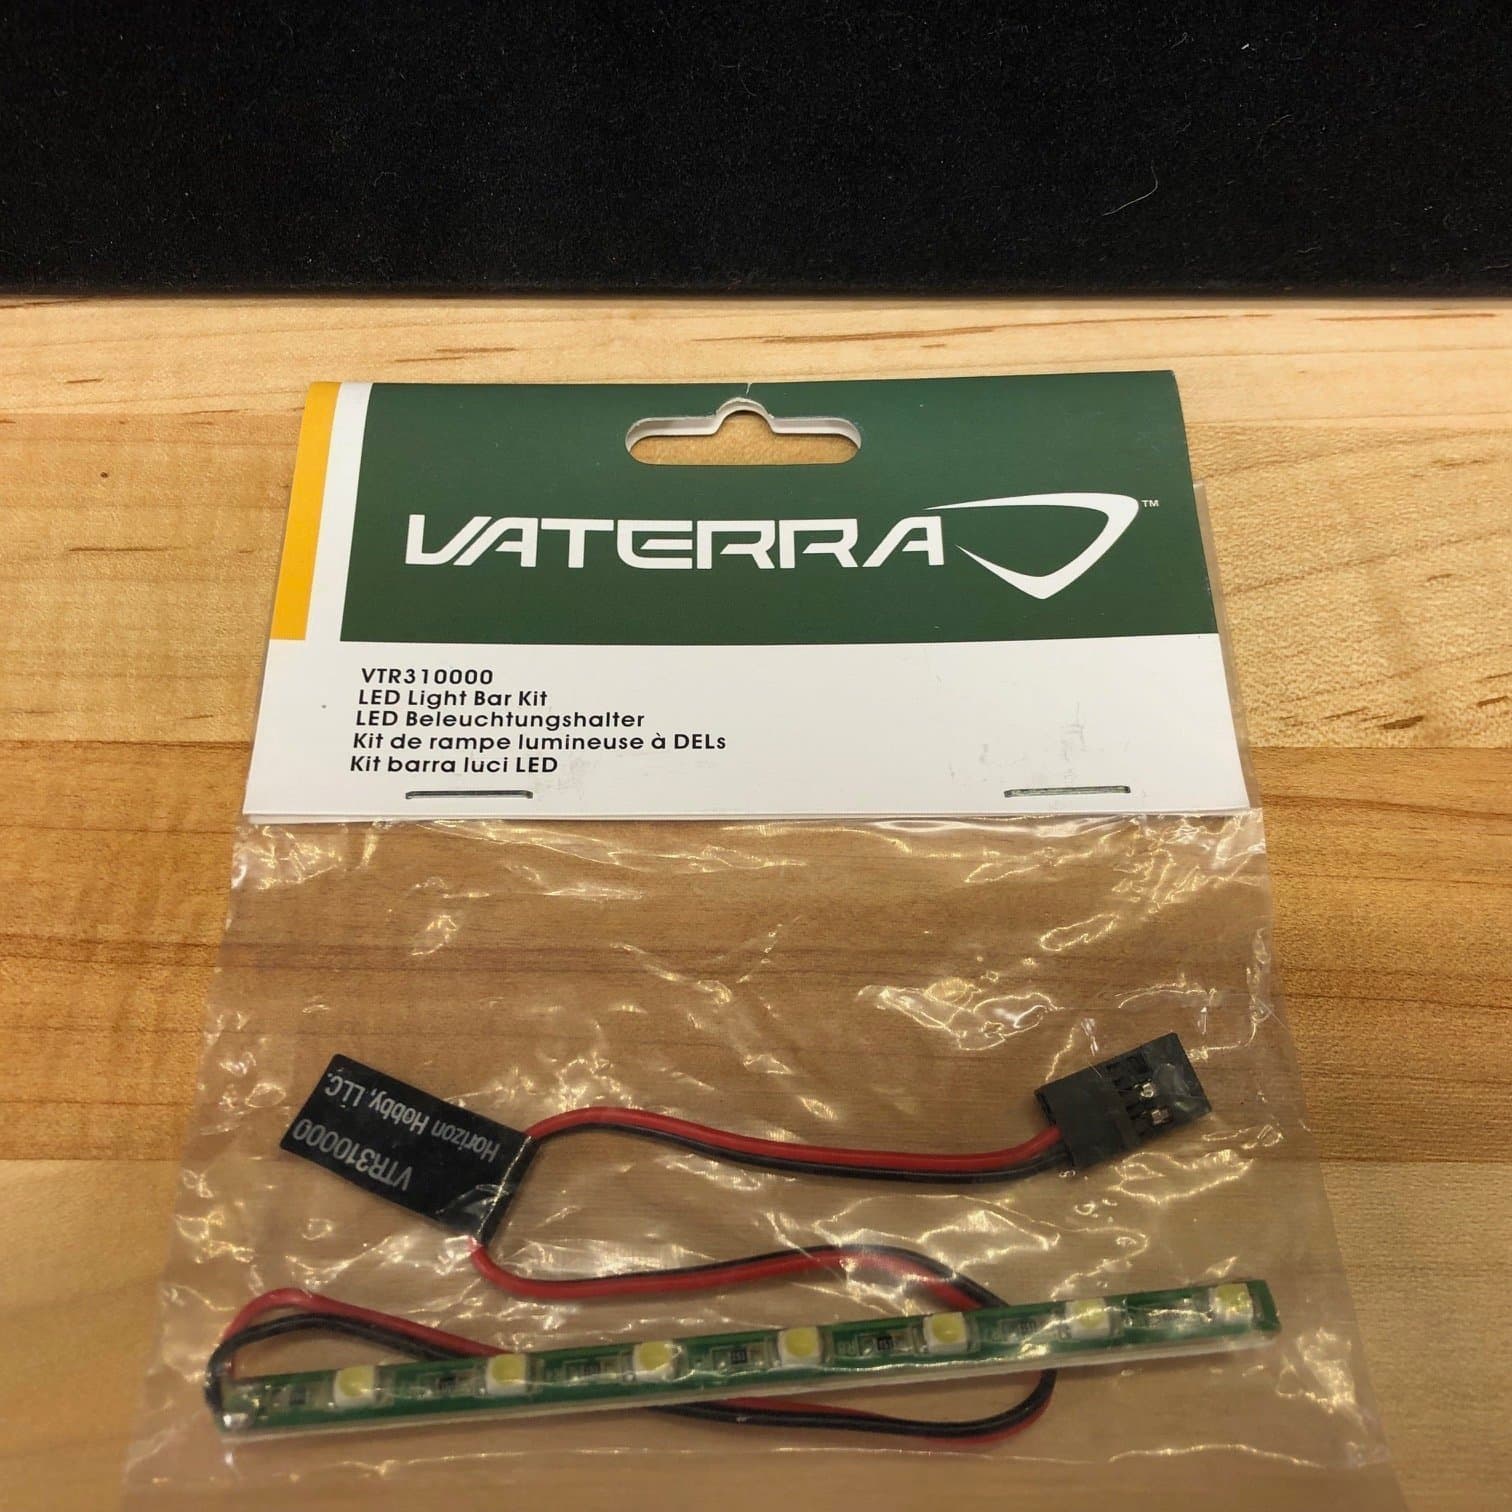 VATERRA™
VTR310000
LED Light Bar Kit
LED Beleuchtungshalter
Kit de rampe lumineuse à DELs
Kit barra luci LED
VTR310000
Horizon Hobby, LLC.